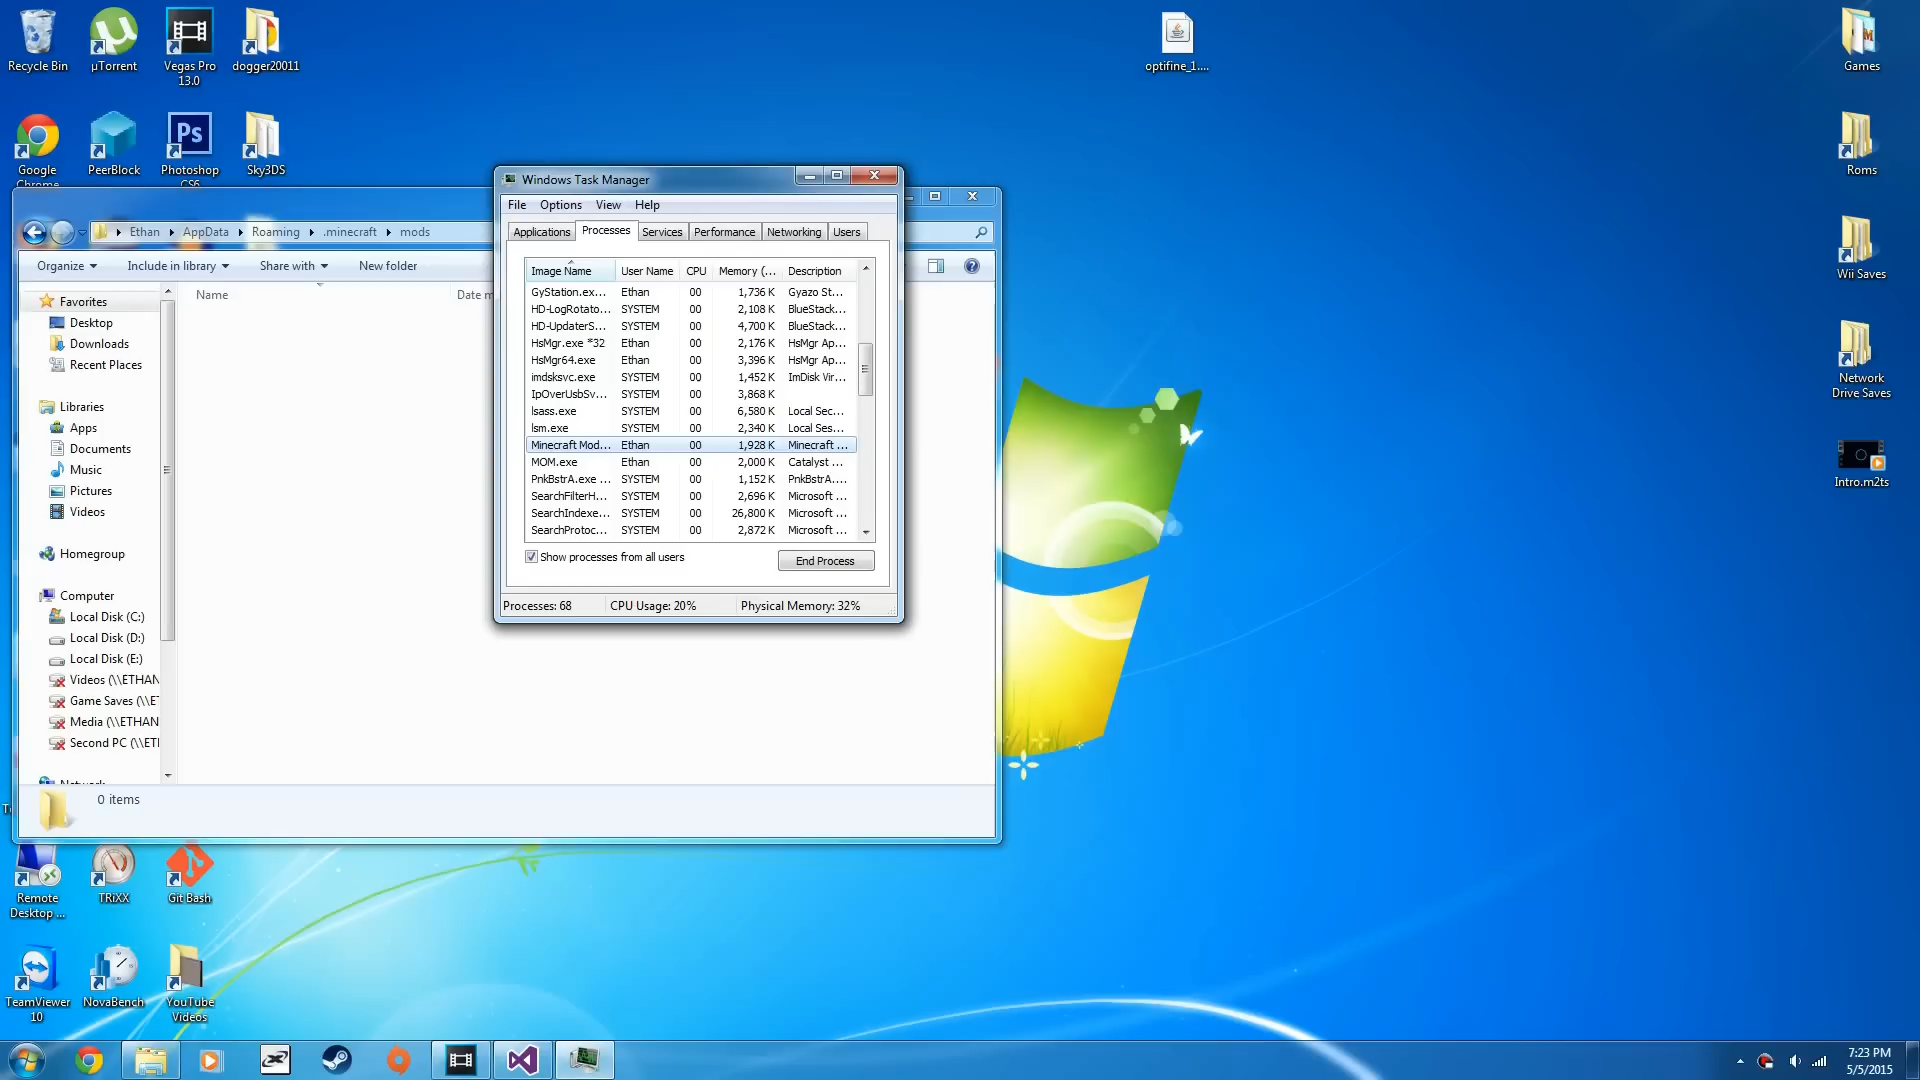 Recycle Bin
µTorrent
Vegas Pro
13.0
dogger20011
optifine_1....
Games
Google
Chrome
PeerBlock
Photoshop
CS6
Sky3DS
Roms
Wii Saves
Network
Drive Saves
Intro.m2ts
Ethan
AppData
Roaming
.minecraft
mods
Organize
Include in library
Share with
New folder
Name
Date m
Favorites
Desktop
Downloads
Recent Places
Libraries
Apps
Documents
Music
Pictures
Videos
Homegroup
Computer
Local Disk (C:)
Local Disk (D:)
Local Disk (E:)
Videos (\\ETHAN
Game Saves (\\E
Media (\\ETHAN
Second PC (\\ETH
Network
0 items
Windows Task Manager
File Options View Help
Applications Processes Services Performance Networking Users
Image Name User Name CPU Memory (... Description
GyStation.ex... Ethan 00 1,736 K Gyazo St...
HD-LogRotato... SYSTEM 00 2,108 K BlueStack...
HD-UpdaterS... SYSTEM 00 4,700 K BlueStack...
HsMgr.exe *32 Ethan 00 2,176 K HsMgr Ap...
HsMgr64.exe Ethan 00 3,396 K HsMgr Ap...
imdsksvc.exe SYSTEM 00 1,452 K ImDisk Vir...
IpOverUsbSv... SYSTEM 00 3,868 K
lsass.exe SYSTEM 00 6,580 K Local Sec...
lsm.exe SYSTEM 00 2,340 K Local Ses...
Minecraft Mod... Ethan 00 1,928 K Minecraft ...
MOM.exe Ethan 00 2,000 K Catalyst ...
PnkBstrA.exe ... SYSTEM 00 1,152 K PnkBstrA....
SearchFilterH... SYSTEM 00 2,696 K Microsoft ...
SearchIndexe... SYSTEM 00 26,800 K Microsoft ...
SearchProtoc... SYSTEM 00 2,872 K Microsoft ...
Show processes from all users
End Process
Processes: 68
CPU Usage: 20%
Physical Memory: 32%
Remote
Desktop ...
TRiXX
Git Bash
TeamViewer
10
NovaBench
YouTube
Videos
7:23 PM
5/5/2015